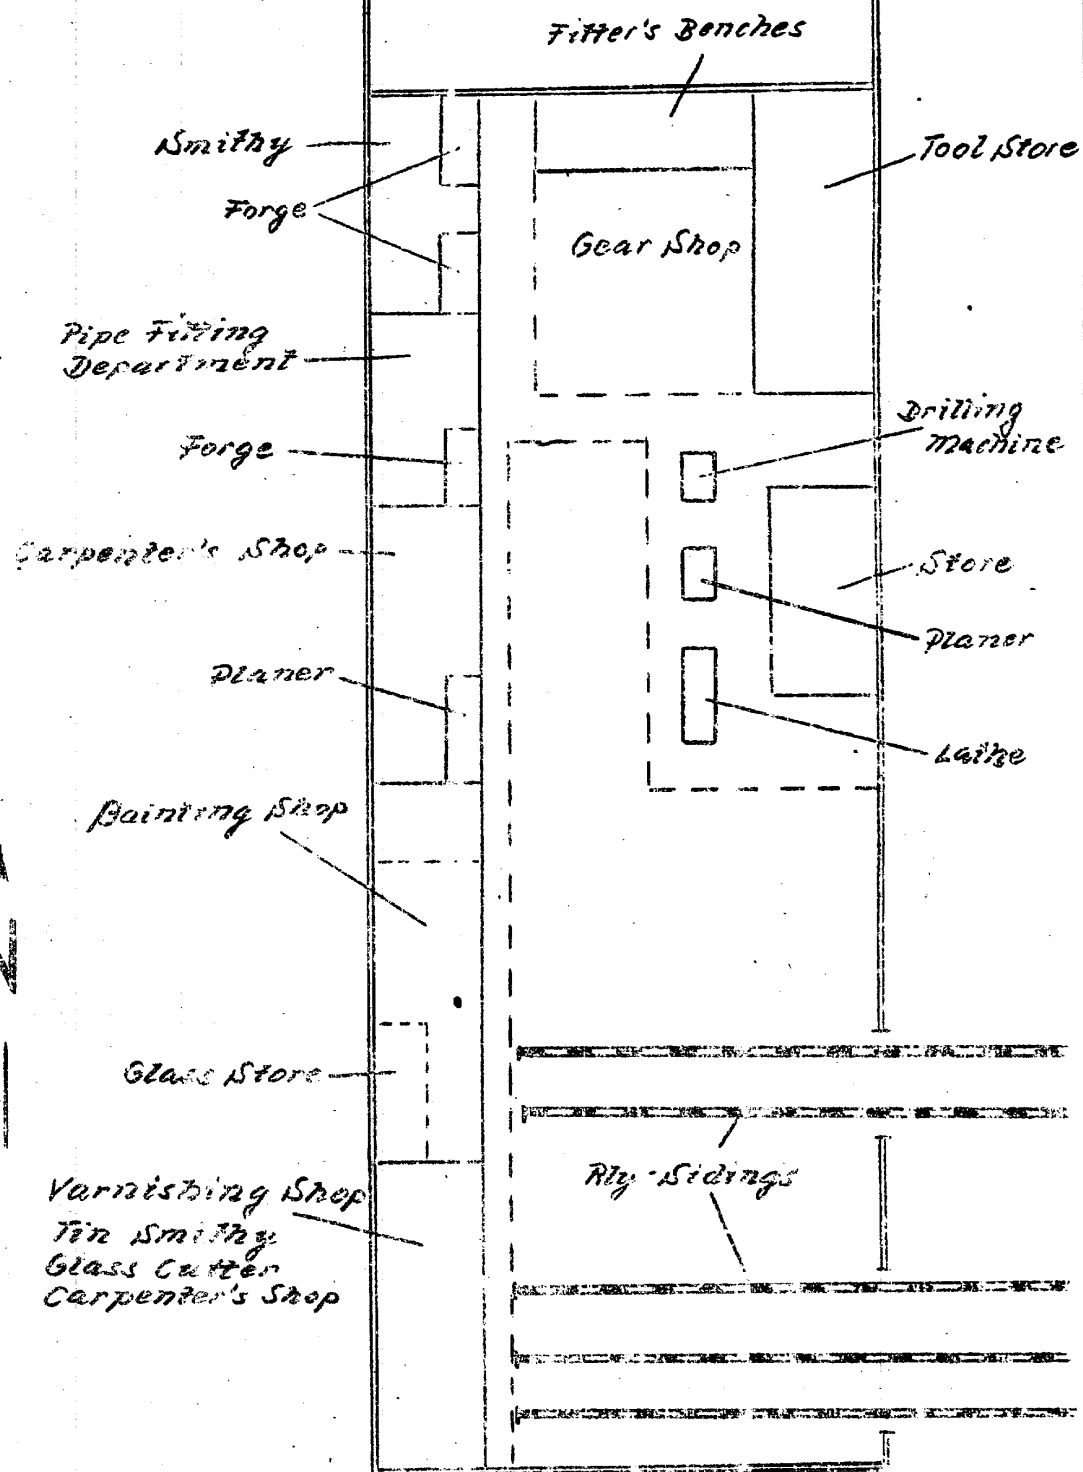 Fitter's Benches
Smithy
Tool Store
Forge
Gear Shop
Pipe Fitting
Department
Drilling
Machine
Forge
Carpenter's Shop
Store
Planer
Planer
Lathe
Painting Shop
Glass Store
Rly-Sidings
Varnishing Shop
Tin Smithy
Glass Cutter
Carpenter's Shop